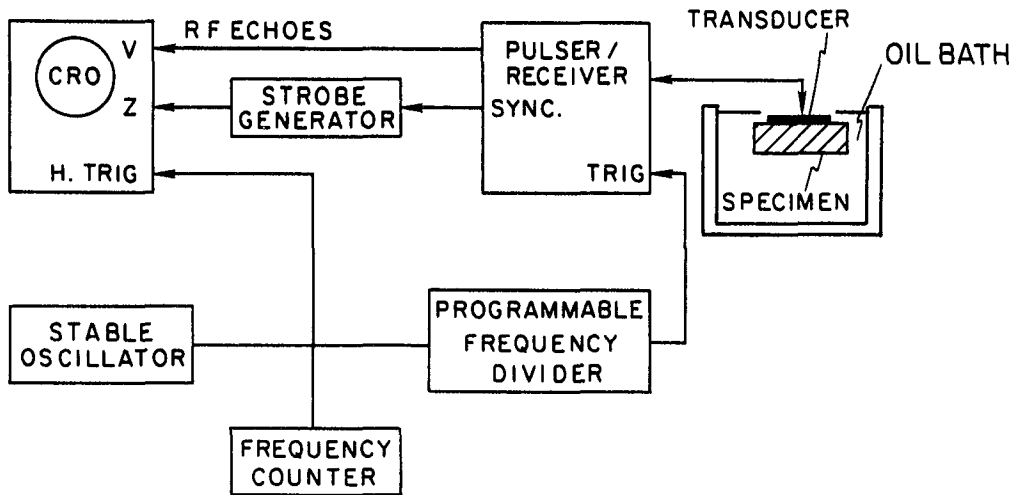 TRANSDUCER
RF ECHOES
V
PULSER/
RECEIVER
OIL BATH
CRO
Z
STROBE
GENERATOR
SYNC.
H. TRIG
TRIG
SPECIMEN
STABLE
OSCILLATOR
PROGRAMMABLE
FREQUENCY
DIVIDER
FREQUENCY
COUNTER